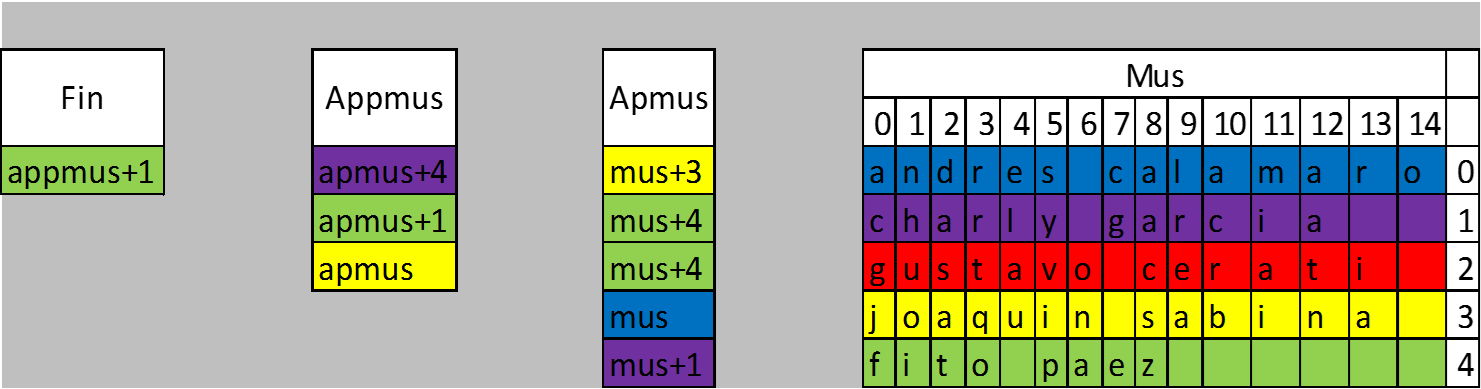 Fin Appmus Apmus Mus
0 1 2 3 4 5 6 7 8 9 10 11 12 13 14
appmus+1 apmus+4 mus+3 a n d r e s c a l a m a r o 0
apmus+1 mus+4 c h a r l y g a r c i a 1
apmus mus+4 g u s t a v o c e r a t i 2
mus j o a q u i n s a b i n a 3
mus+1 f i t o p a e z 4